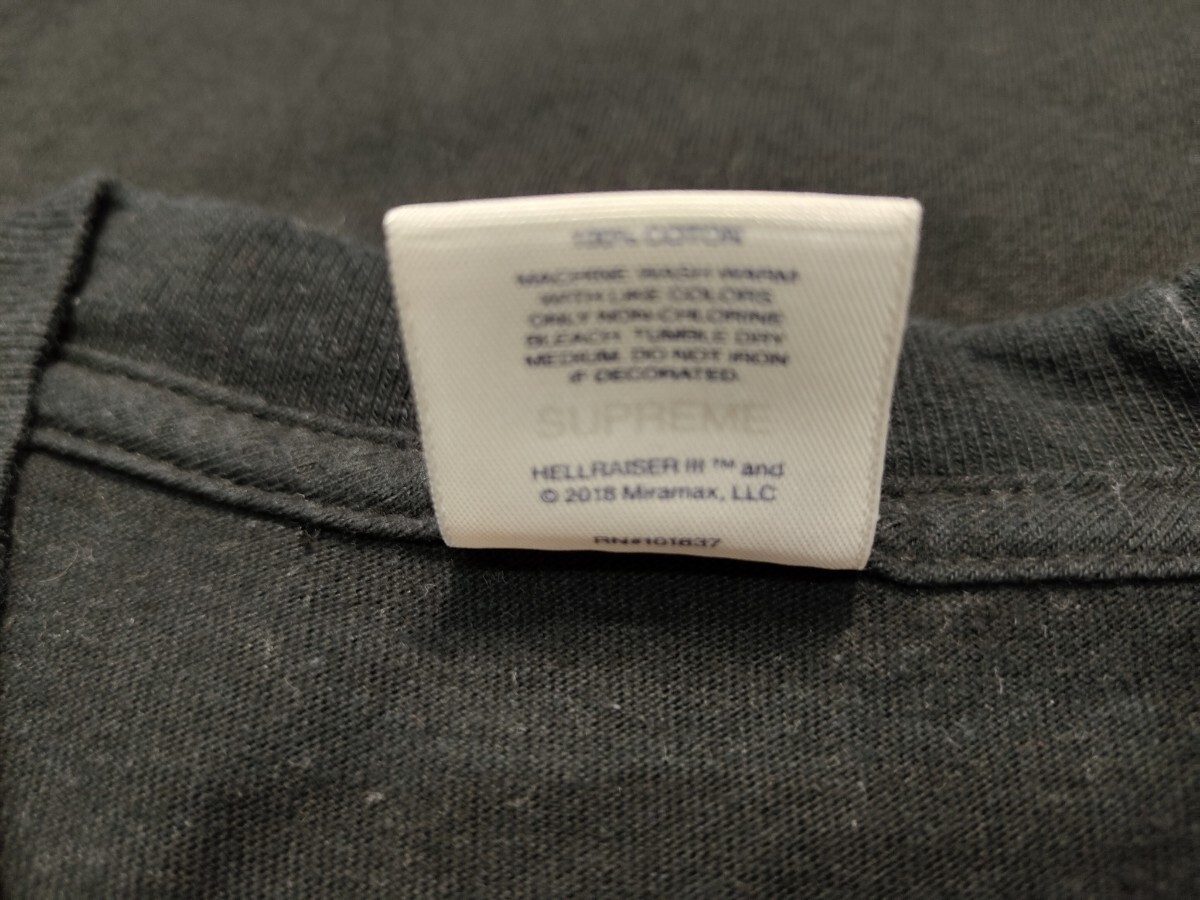 100% COTTON
MACHINE WASH WARM
WITH LIKE COLORS
ONLY NON-CHLORINE
BLEACH TUMBLE DRY
MEDIUM. DO NOT IRON
IF DECORATED.
SUPREME
HELLRAISER III ™ and
© 2018 Miramax, LLC
RN#101837